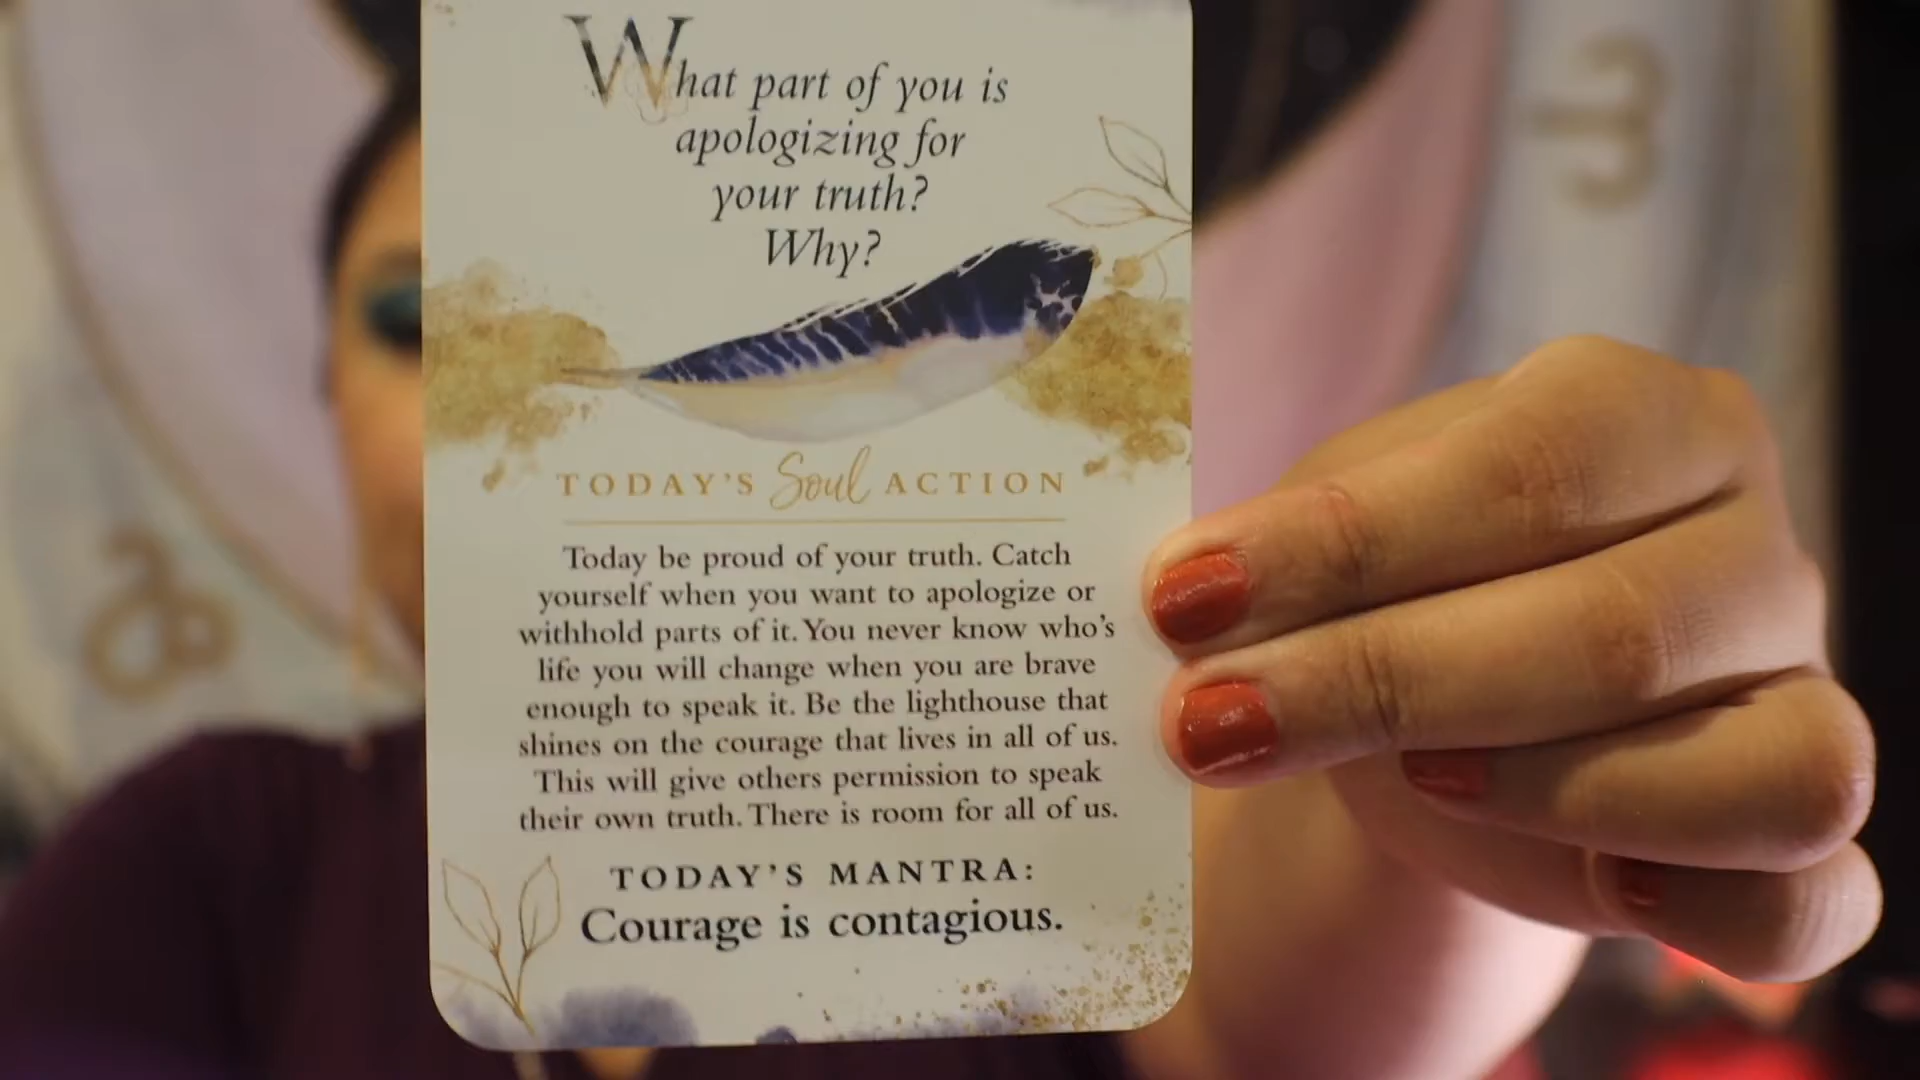 What part of you is
apologizing for
your truth?
Why?
TODAY'S Soul ACTION
Today be proud of your truth. Catch
yourself when you want to apologize or
withhold parts of it. You never know who's
life you will change when you are brave
enough to speak it. Be the lighthouse that
shines on the courage that lives in all of us.
This will give others permission to speak
their own truth. There is room for all of us.
TODAY'S MANTRA:
Courage is contagious.